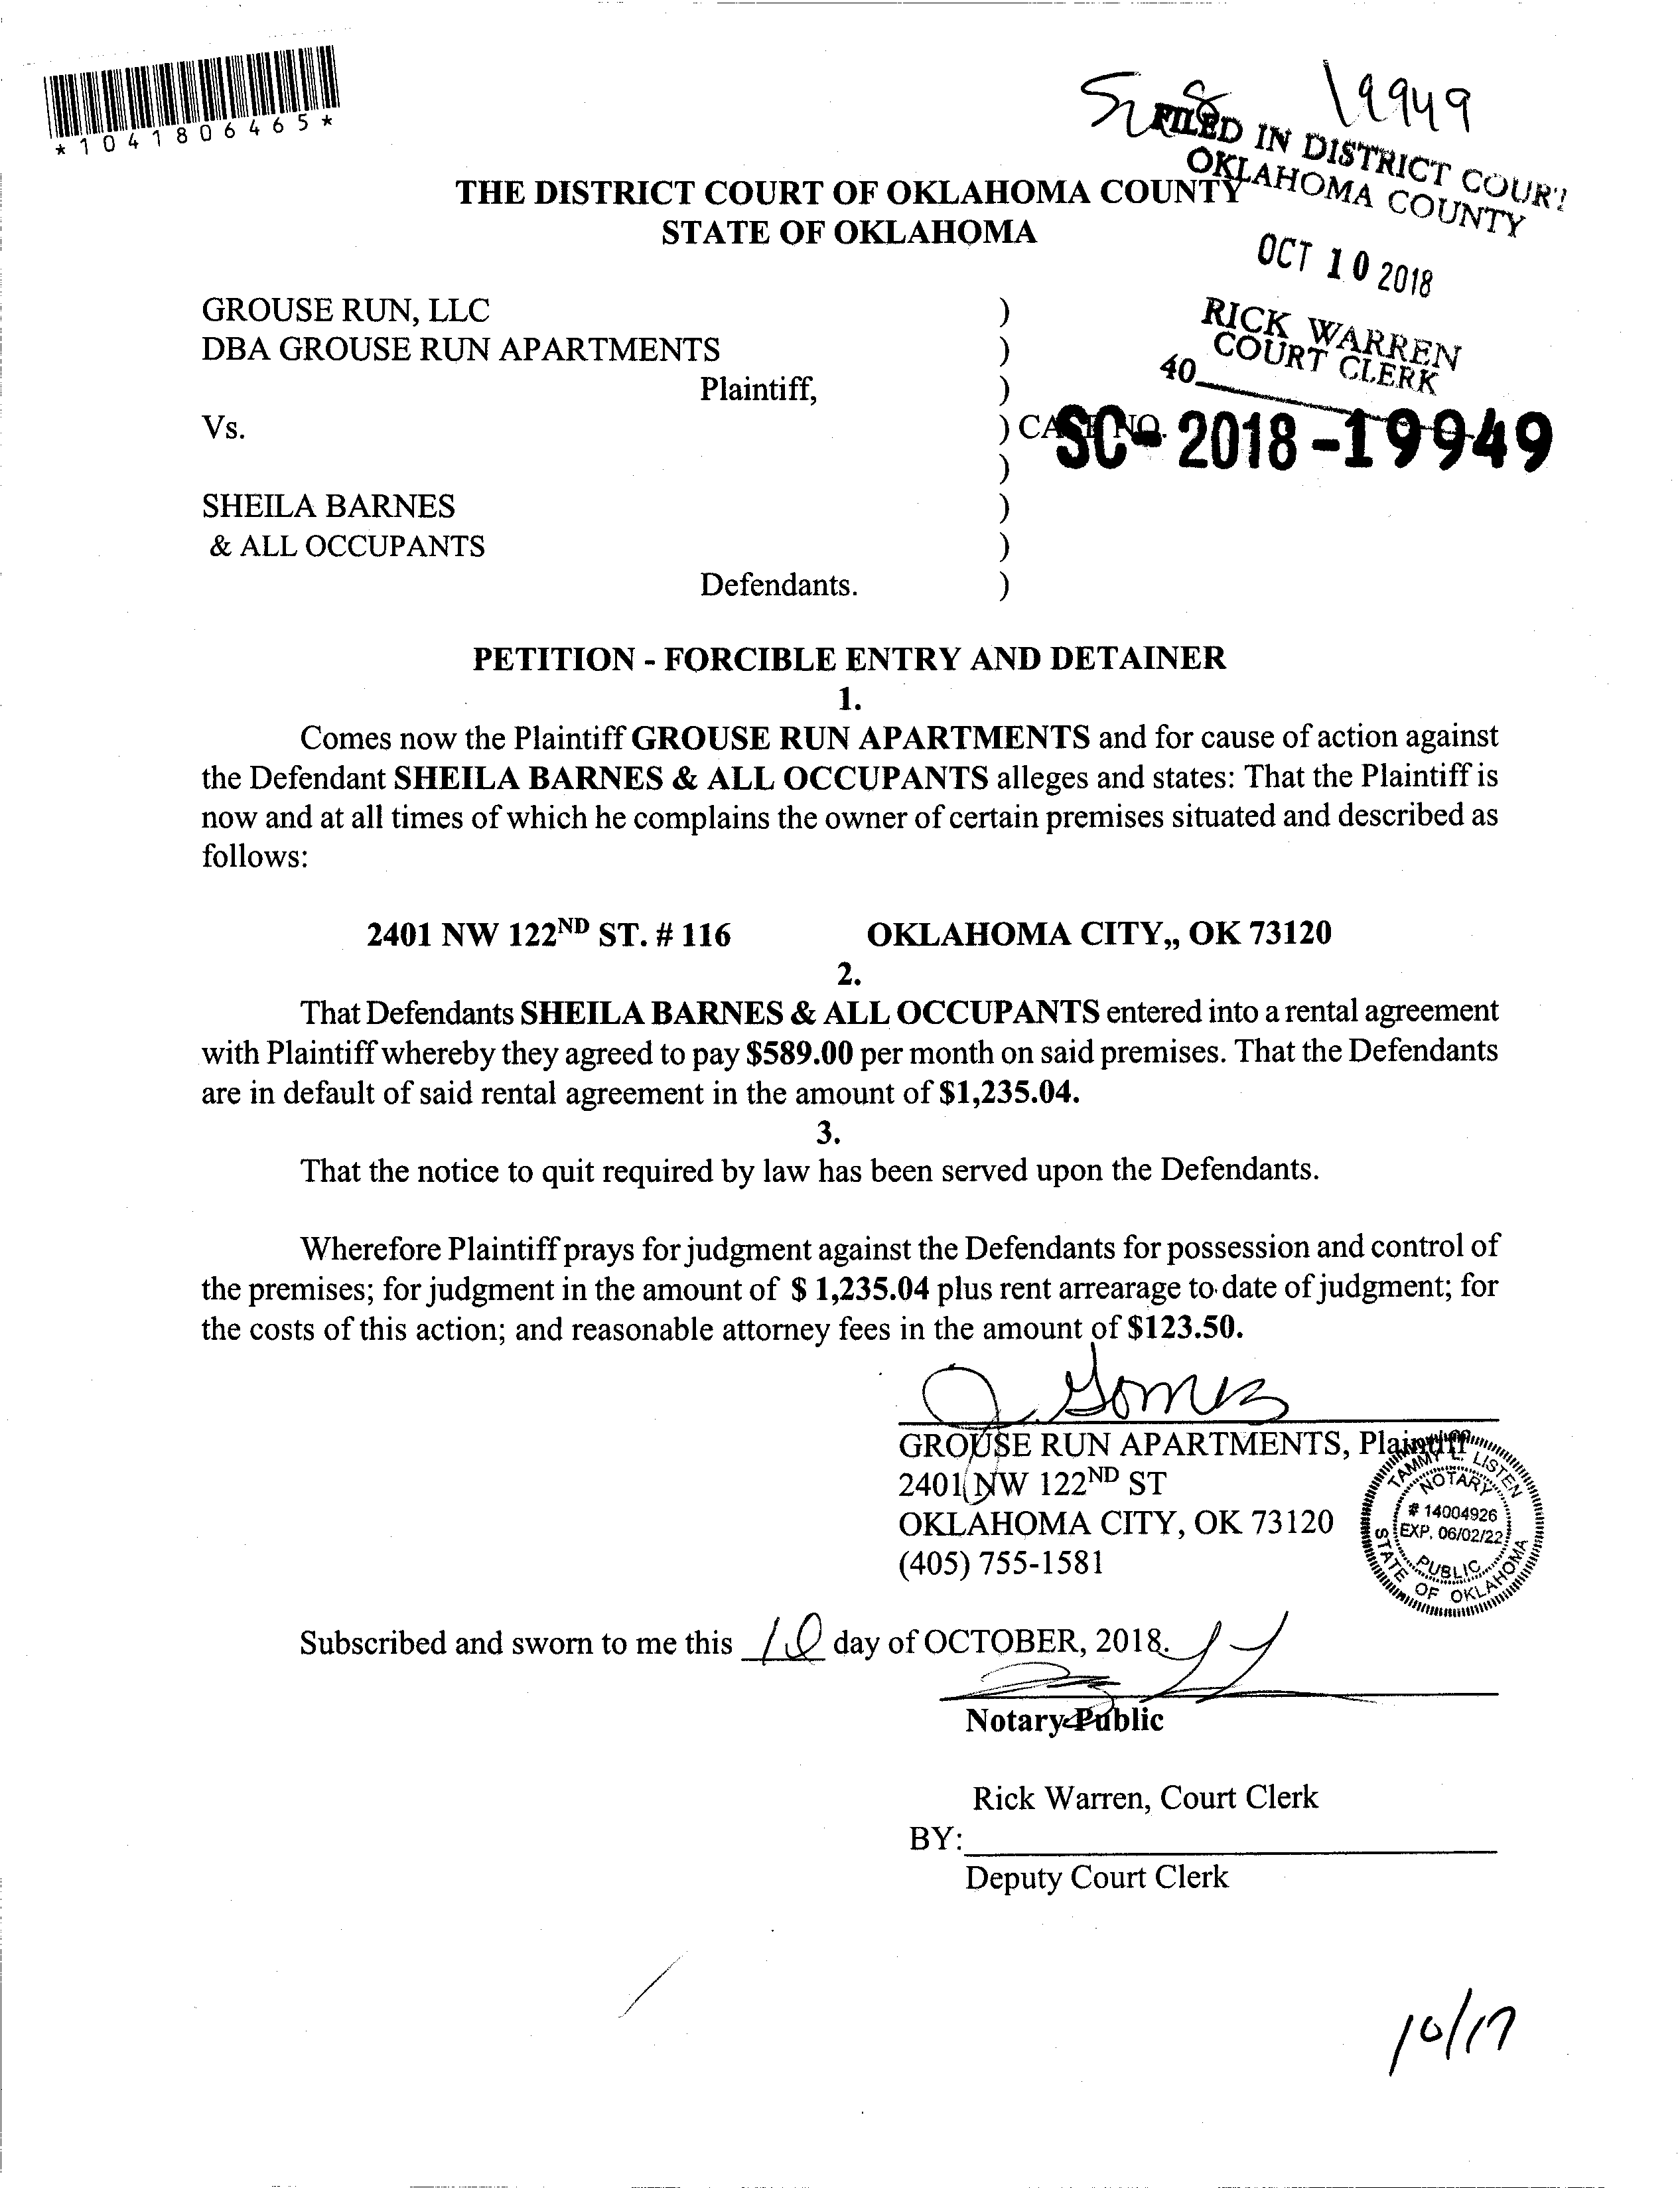 *1041806465*
19949
FILED IN DISTRICT COURT
OKLAHOMA COUNTY
THE DISTRICT COURT OF OKLAHOMA COUNTY
STATE OF OKLAHOMA
OCT 10 2018
RICK WARREN
COURT CLERK
40
GROUSE RUN, LLC )
DBA GROUSE RUN APARTMENTS )
Plaintiff, )
Vs. ) CASE NO. SC-2018-19949
)
SHEILA BARNES )
& ALL OCCUPANTS )
Defendants. )
PETITION - FORCIBLE ENTRY AND DETAINER
1.
Comes now the Plaintiff GROUSE RUN APARTMENTS and for cause of action against
the Defendant SHEILA BARNES & ALL OCCUPANTS alleges and states: That the Plaintiff is
now and at all times of which he complains the owner of certain premises situated and described as
follows:
2401 NW 122ND ST. # 116 OKLAHOMA CITY,, OK 73120
2.
That Defendants SHEILA BARNES & ALL OCCUPANTS entered into a rental agreement
with Plaintiff whereby they agreed to pay $589.00 per month on said premises. That the Defendants
are in default of said rental agreement in the amount of $1,235.04.
3.
That the notice to quit required by law has been served upon the Defendants.
Wherefore Plaintiff prays for judgment against the Defendants for possession and control of
the premises; for judgment in the amount of $ 1,235.04 plus rent arrearage to date of judgment; for
the costs of this action; and reasonable attorney fees in the amount of $123.50.
J. Gomez
GROUSE RUN APARTMENTS, Plaintiff
2401 NW 122ND ST
OKLAHOMA CITY, OK 73120
(405) 755-1581
TAMMY L. LISTEN
NOTARY
# 14004926
EXP. 06/02/22
PUBLIC
STATE OF OKLAHOMA
Subscribed and sworn to me this 10 day of OCTOBER, 2018.
Notary Public
Rick Warren, Court Clerk
BY:
Deputy Court Clerk
10/17